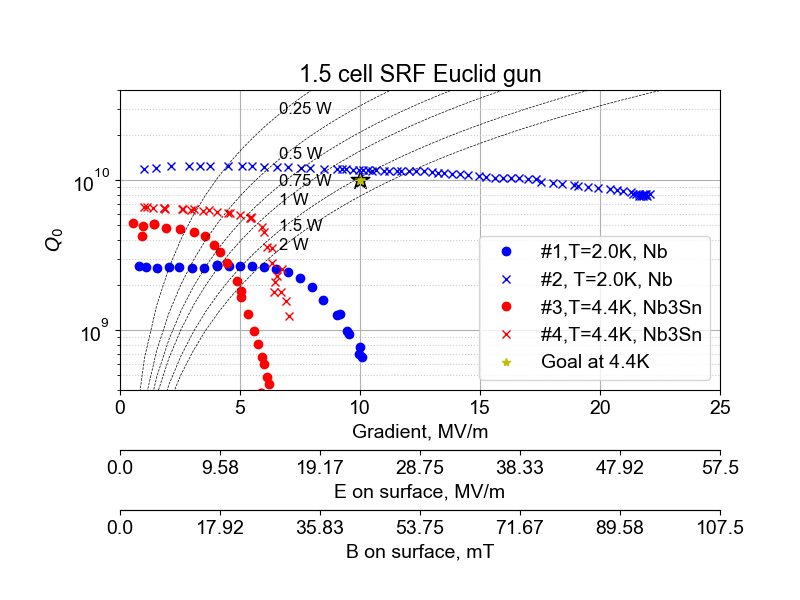 1.5 cell SRF Euclid gun
Q0
10^10
10^9
0.25 W
0.5 W
0.75 W
1 W
1.5 W
2 W
#1,T=2.0K, Nb
#2, T=2.0K, Nb
#3,T=4.4K, Nb3Sn
#4,T=4.4K, Nb3Sn
Goal at 4.4K
0 5 10 15 20 25
Gradient, MV/m
0.0 9.58 19.17 28.75 38.33 47.92 57.5
E on surface, MV/m
0.0 17.92 35.83 53.75 71.67 89.58 107.5
B on surface, mT